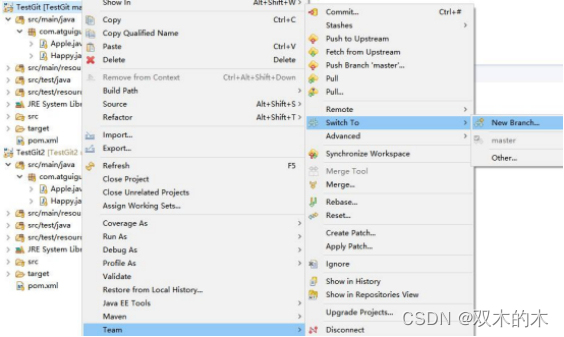 TestGit [TestGit ma
src/main/java
com.atguigu
Apple.jav
Happy.jav
src/main/resou
src/test/java
src/test/resour
JRE System Libr
src
target
pom.xml
TestGit2 [TestGit2
src/main/java
com.atguig
Apple.jav
Happy.jav
src/main/resou
src/test/java
src/test/resour
JRE System Libr
src
target
pom.xml
Show In Alt+Shift+W >
Copy Ctrl+C
Copy Qualified Name
Paste Ctrl+V
Delete Delete
Remove from Context Ctrl+Alt+Shift+Down
Build Path
Source Alt+Shift+S >
Refactor Alt+Shift+T >
Import...
Export...
Refresh F5
Close Project
Close Unrelated Projects
Assign Working Sets...
Coverage As
Run As
Debug As
Profile As
Validate
Restore from Local History...
Java EE Tools
Maven
Team
Commit... Ctrl+#
Stashes
Push to Upstream
Fetch from Upstream
Push Branch 'master'...
Pull
Pull...
Remote
Switch To
Advanced
Synchronize Workspace
Merge Tool
Merge...
Rebase...
Reset...
Create Patch...
Apply Patch...
Ignore
Show in History
Show in Repositories View
Upgrade Projects...
Disconnect
New Branch...
master
Other...
CSDN @双木的木